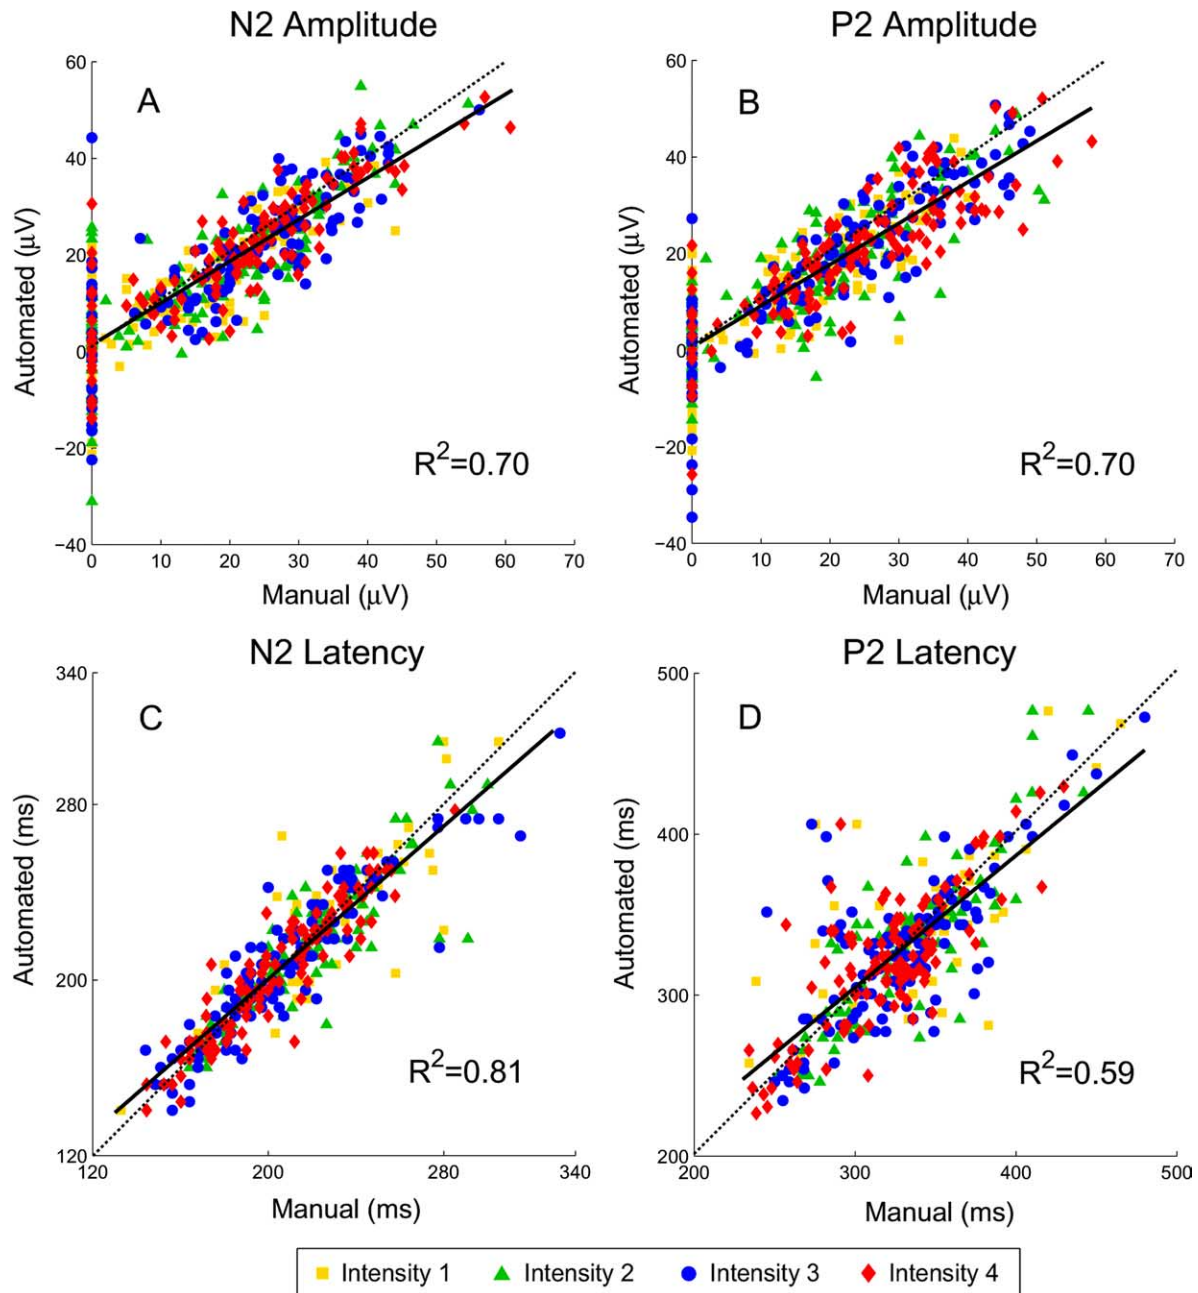 N2 Amplitude
P2 Amplitude
A
B
Automated (μV)
60
40
20
0
−20
−40
0 10 20 30 40 50 60 70
Manual (μV)
R²=0.70
Automated (μV)
60
40
20
0
−20
−40
0 10 20 30 40 50 60 70
Manual (μV)
R²=0.70
N2 Latency
P2 Latency
C
D
Automated (ms)
340
280
200
120
120 200 280 340
Manual (ms)
R²=0.81
Automated (ms)
500
400
300
200
200 300 400 500
Manual (ms)
R²=0.59
Intensity 1 Intensity 2 Intensity 3 Intensity 4